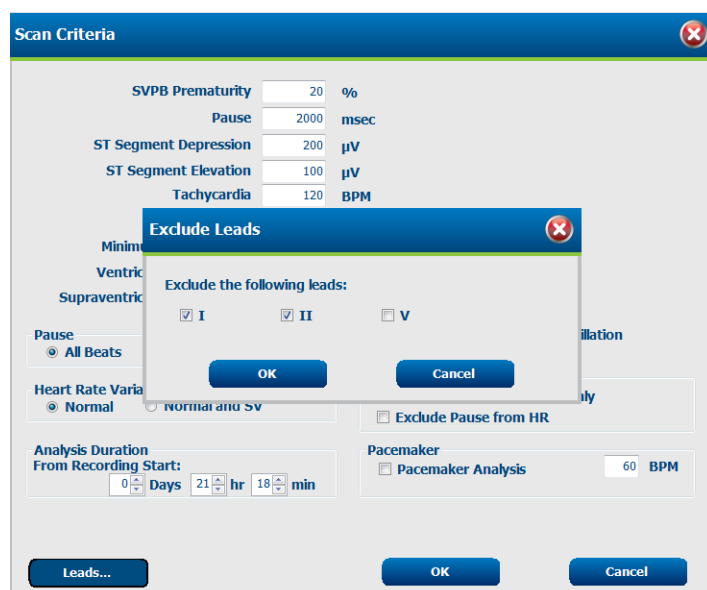 Scan Criteria
SVPB Prematurity 20 %
Pause 2000 msec
ST Segment Depression 200 µV
ST Segment Elevation 100 µV
Tachycardia 120 BPM
Exclude Leads
Exclude the following leads:
I II V
OK Cancel
Pause
All Beats
Heart Rate
Normal Normal and SV
Exclude Pause from HR
Analysis Duration
From Recording Start:
0 Days 21 hr 18 min
Pacemaker
Pacemaker Analysis 60 BPM
Leads... OK Cancel